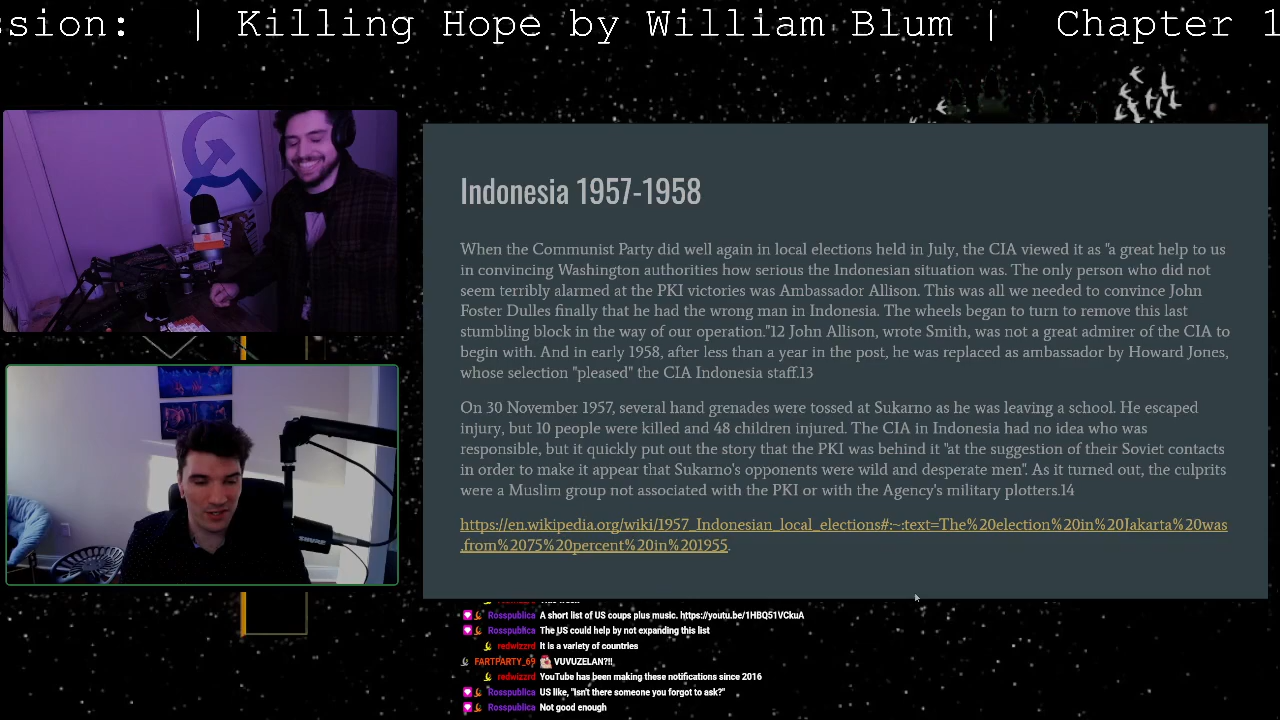 ssion:   | Killing Hope by William Blum |   Chapter 1
Indonesia 1957-1958
When the Communist Party did well again in local elections held in July, the CIA viewed it as "a great help to us
in convincing Washington authorities how serious the Indonesian situation was. The only person who did not
seem terribly alarmed at the PKI victories was Ambassador Allison. This was all we needed to convince John
Foster Dulles finally that he had the wrong man in Indonesia. The wheels began to turn to remove this last
stumbling block in the way of our operation."12 John Allison, wrote Smith, was not a great admirer of the CIA to
begin with. And in early 1958, after less than a year in the post, he was replaced as ambassador by Howard Jones,
whose selection "pleased" the CIA Indonesia staff.13
On 30 November 1957, several hand grenades were tossed at Sukarno as he was leaving a school. He escaped
injury, but 10 people were killed and 48 children injured. The CIA in Indonesia had no idea who was
responsible, but it quickly put out the story that the PKI was behind it "at the suggestion of their Soviet contacts
in order to make it appear that Sukarno's opponents were wild and desperate men". As it turned out, the culprits
were a Muslim group not associated with the PKI or with the Agency's military plotters.14
https://en.wikipedia.org/wiki/1957_Indonesian_local_elections#:~:text=The%20election%20in%20Jakarta%20was
,from%2075%20percent%20in%201955.
Rosspublica A short list of US coups plus music. https://youtu.be/1HBQ51VCkuA
Rosspublica The US could help by not expanding this list
redwizzrd It is a variety of countries
FARTPARTY_69 VUVUZELAN?!!
redwizzrd YouTube has been making these notifications since 2016
Rosspublica US like, "Isn't there someone you forgot to ask?"
Rosspublica Not good enough
SHURE